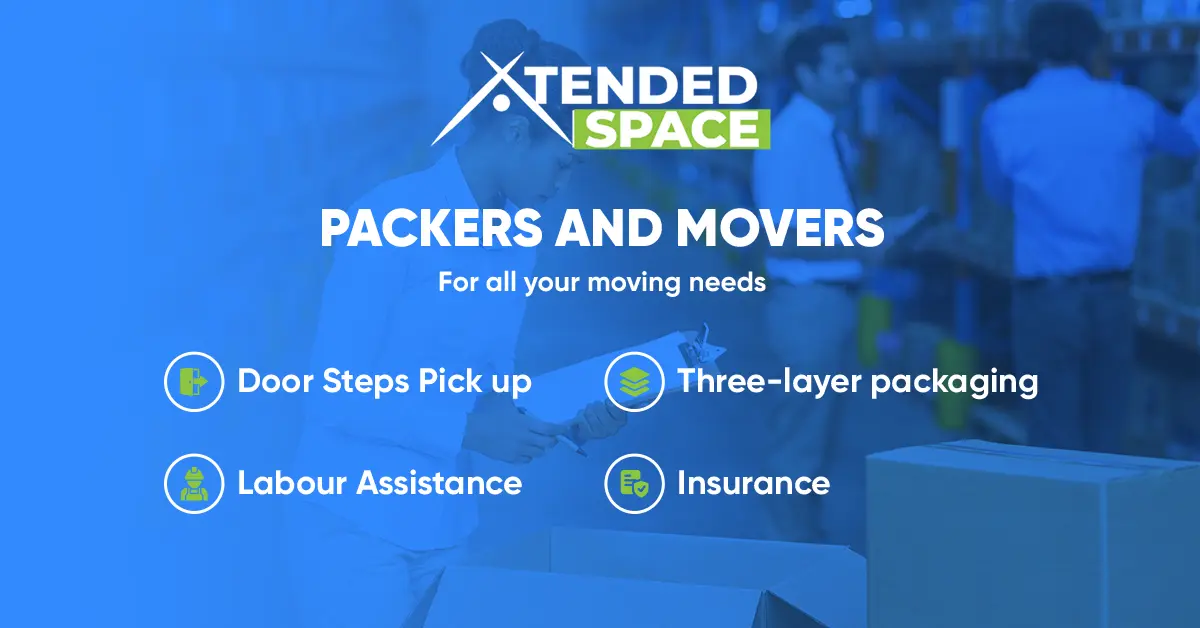 XTENDED
SPACE
PACKERS AND MOVERS
For all your moving needs
Door Steps Pick up
Three-layer packaging
Labour Assistance
Insurance